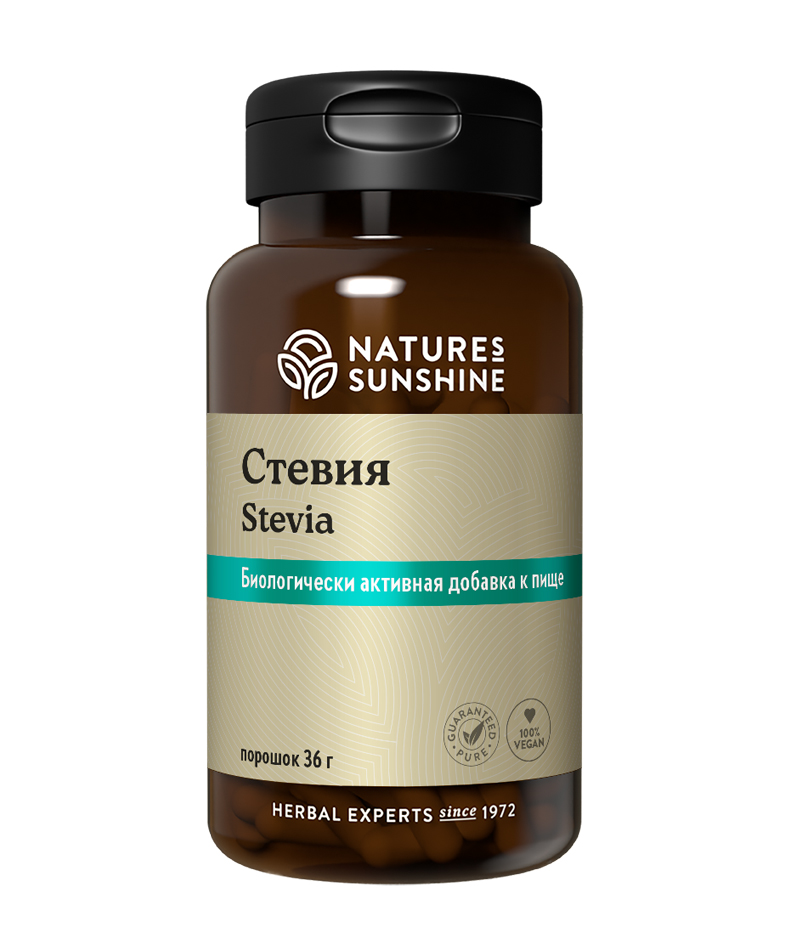 NATURES
SUNSHINE
Стевия
Stevia
Биологически активная добавка к пище
GUARANTEED
PURE
100%
VEGAN
порошок 36 г
HERBAL EXPERTS since 1972